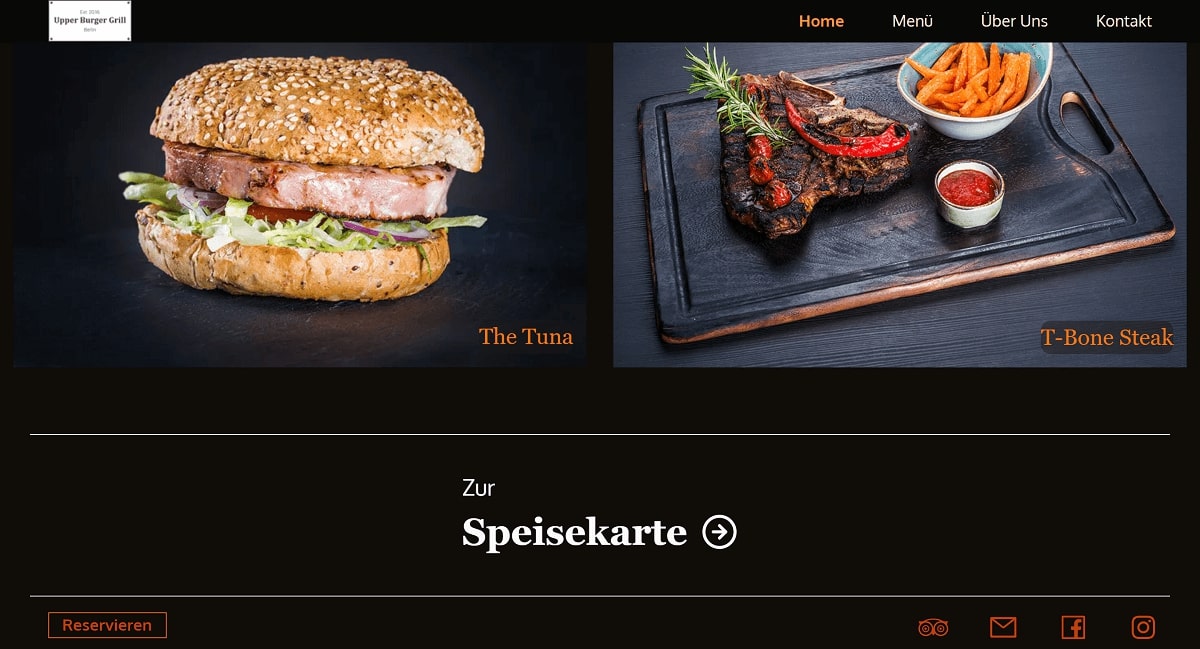 Est. 2016
Upper Burger Grill
Berlin
Home
Menü
Über Uns
Kontakt
The Tuna
T-Bone Steak
Zur
Speisekarte
Reservieren